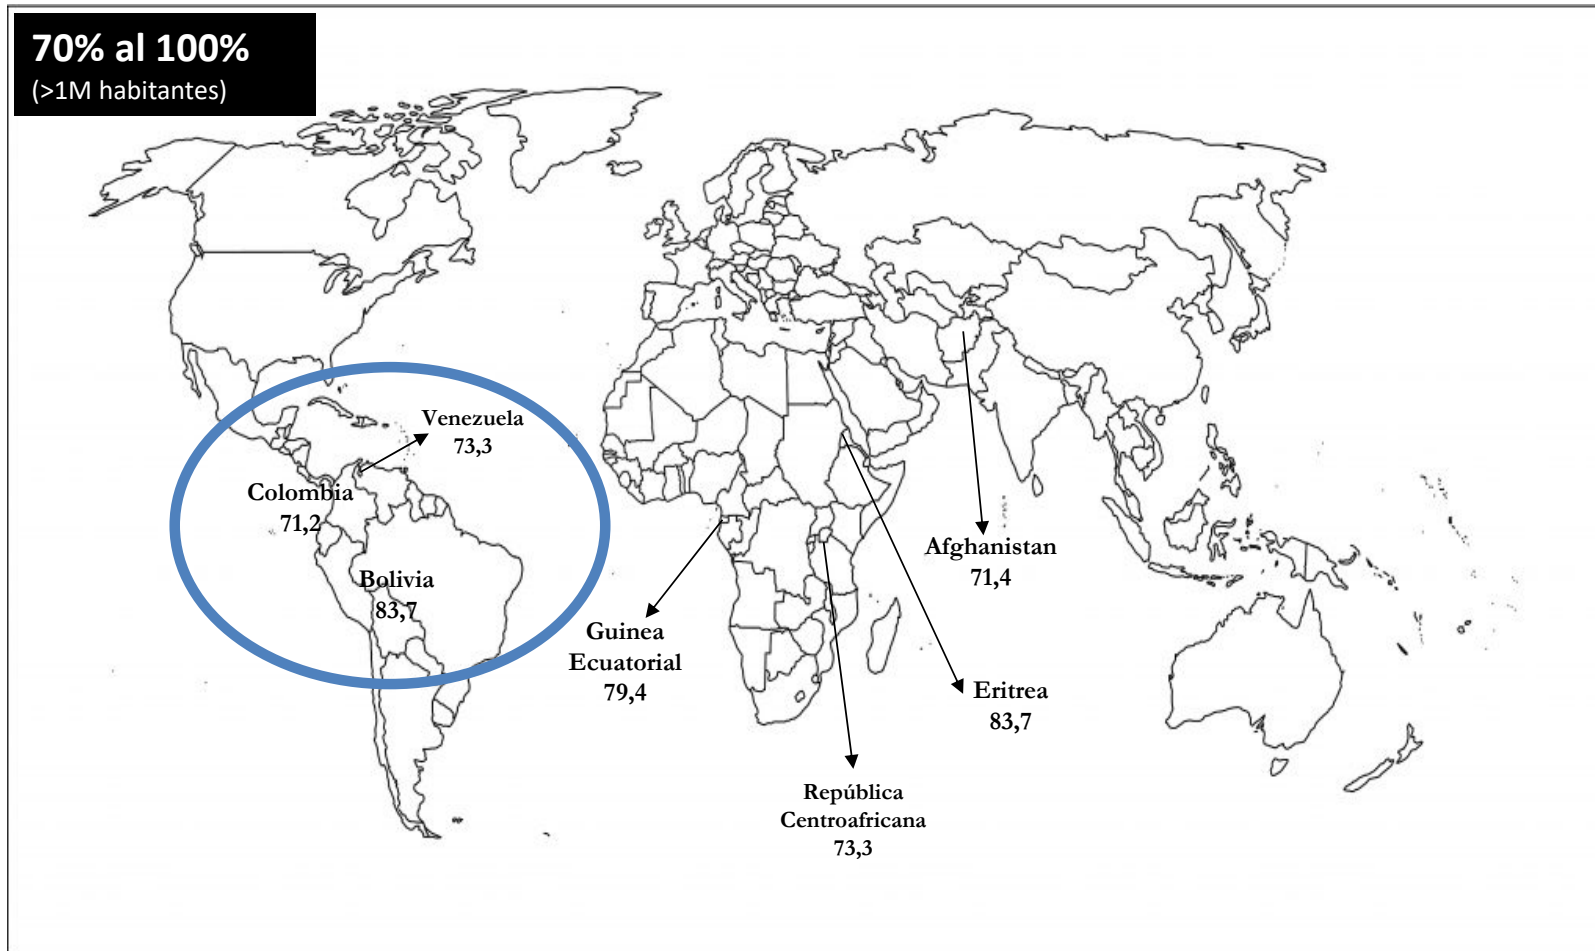 70% al 100%
(>1M habitantes)
Venezuela
73,3
Colombia
71,2
Bolivia
83,7
Guinea
Ecuatorial
79,4
Afghanistan
71,4
Eritrea
83,7
República
Centroafricana
73,3